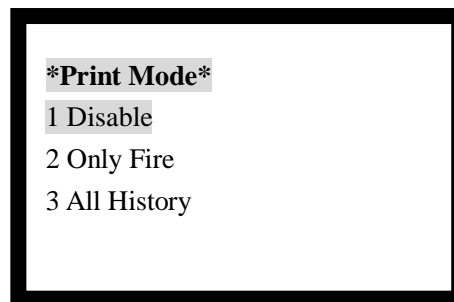 *Print Mode*
1 Disable
2 Only Fire
3 All History